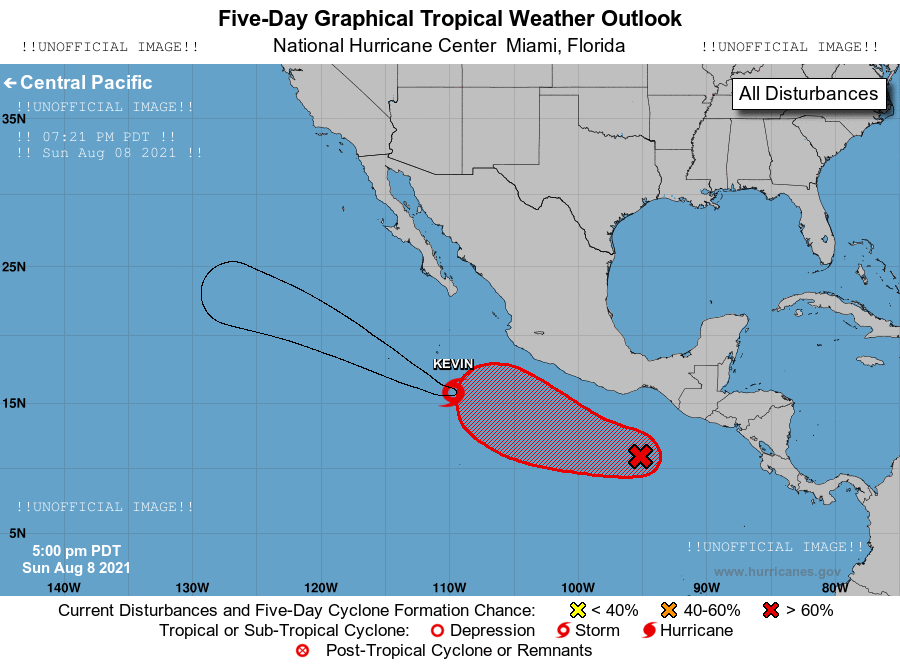 Five-Day Graphical Tropical Weather Outlook
!!UNOFFICIAL IMAGE!! National Hurricane Center Miami, Florida !!UNOFFICIAL IMAGE!!
← Central Pacific
All Disturbances
!!UNOFFICIAL IMAGE!!
35N
!! 07:21 PM PDT !!
!! Sun Aug 08 2021 !!
25N
KEVIN
15N
!!UNOFFICIAL IMAGE!!
5N
5:00 pm PDT
Sun Aug 8 2021
!!UNOFFICIAL IMAGE!!
www.hurricanes.gov
140W 130W 120W 110W 100W 90W 80W
Current Disturbances and Five-Day Cyclone Formation Chance: < 40% 40-60% > 60%
Tropical or Sub-Tropical Cyclone: Depression Storm Hurricane
Post-Tropical Cyclone or Remnants